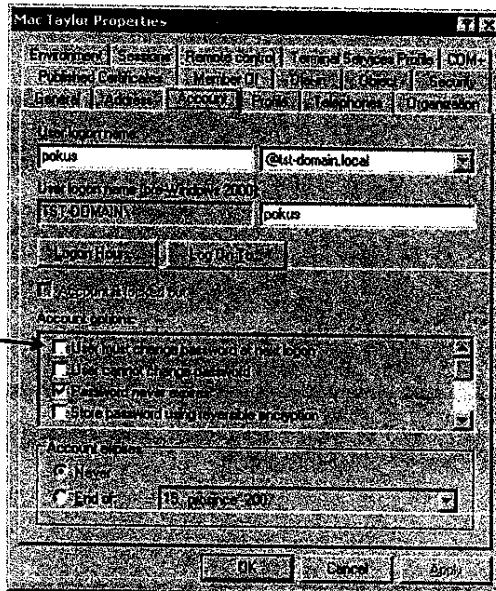 Mac Taylor Properties
Environment Sessions Remote control Terminal Services Profile COM+
Published Certificates Member Of Object Security
General Address Account Profile Telephones Organization
User logon name:
pokus @tst-domain.local
User logon name (pre-Windows 2000):
TST-DOMAIN\ pokus
Logon Hours... Log On To...
Account is locked out
Account options:
User must change password at next logon
User cannot change password
Password never expires
Store password using reversible encryption
Account expires
Never
End of: 2007
OK Cancel Apply